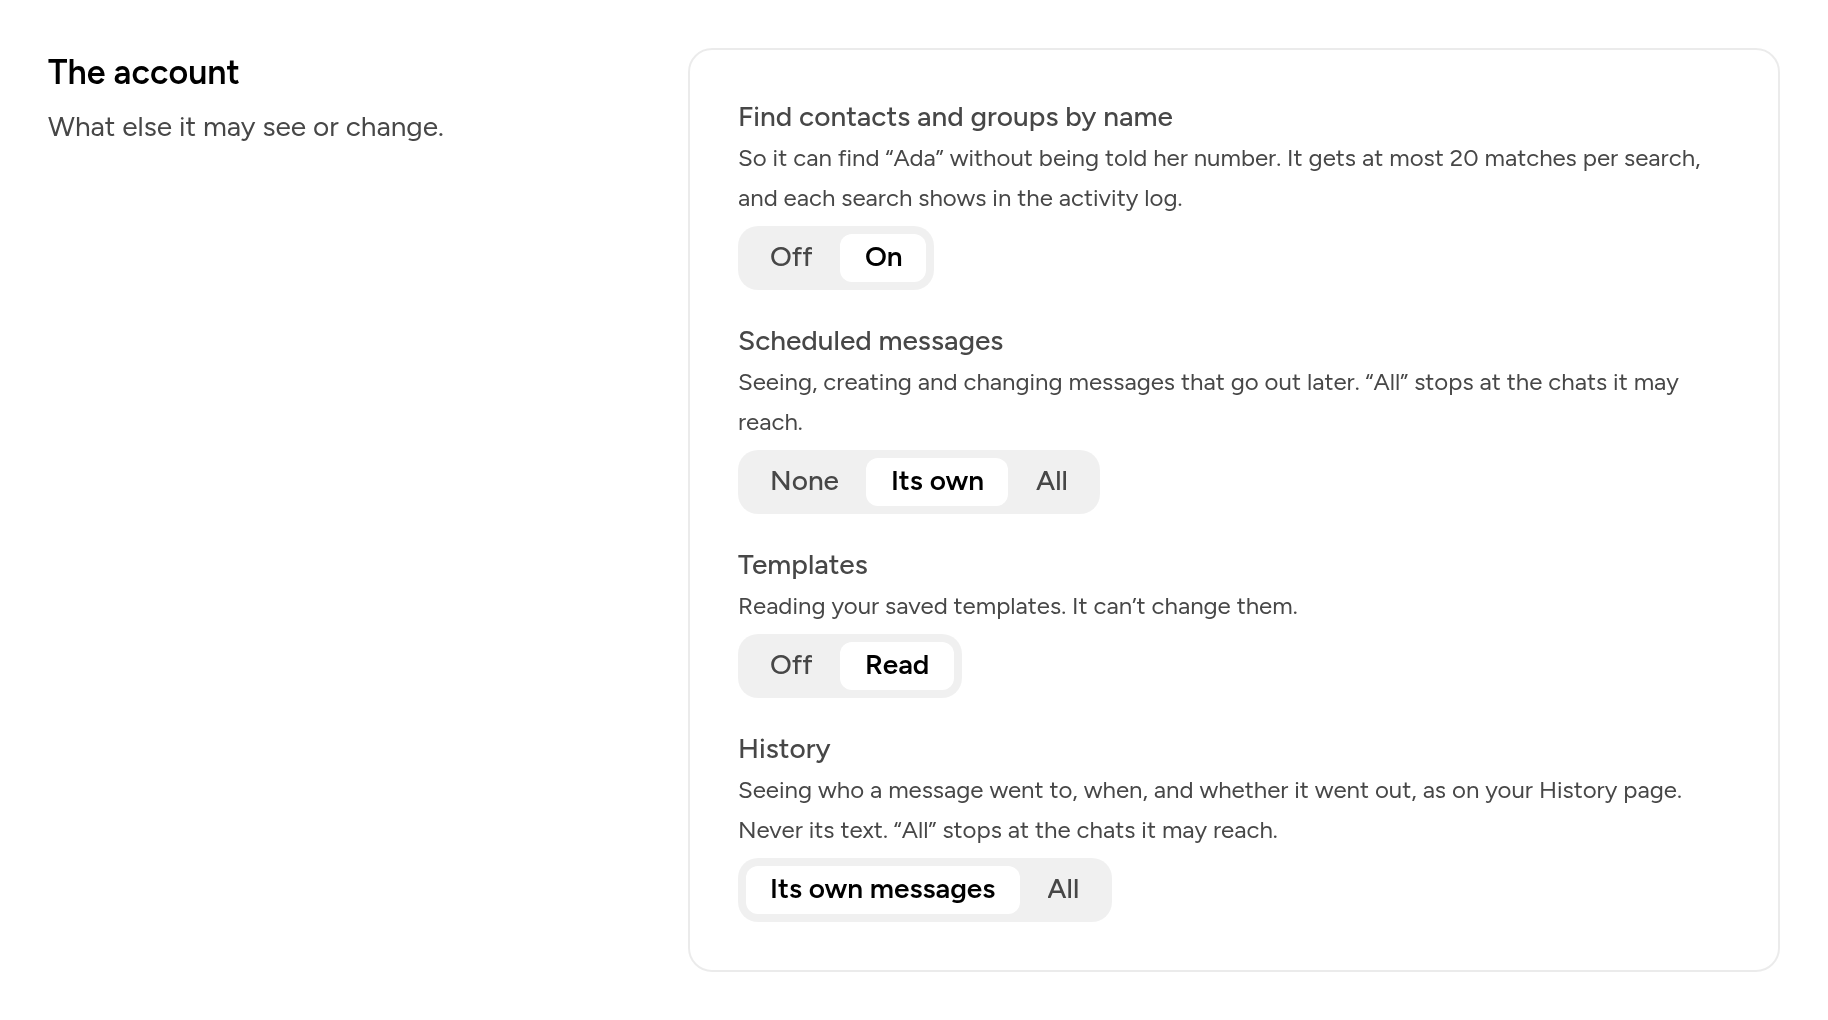 The account
What else it may see or change.
Find contacts and groups by name
So it can find “Ada” without being told her number. It gets at most 20 matches per search,
and each search shows in the activity log.
Off On
Scheduled messages
Seeing, creating and changing messages that go out later. “All” stops at the chats it may
reach.
None Its own All
Templates
Reading your saved templates. It can’t change them.
Off Read
History
Seeing who a message went to, when, and whether it went out, as on your History page.
Never its text. “All” stops at the chats it may reach.
Its own messages All